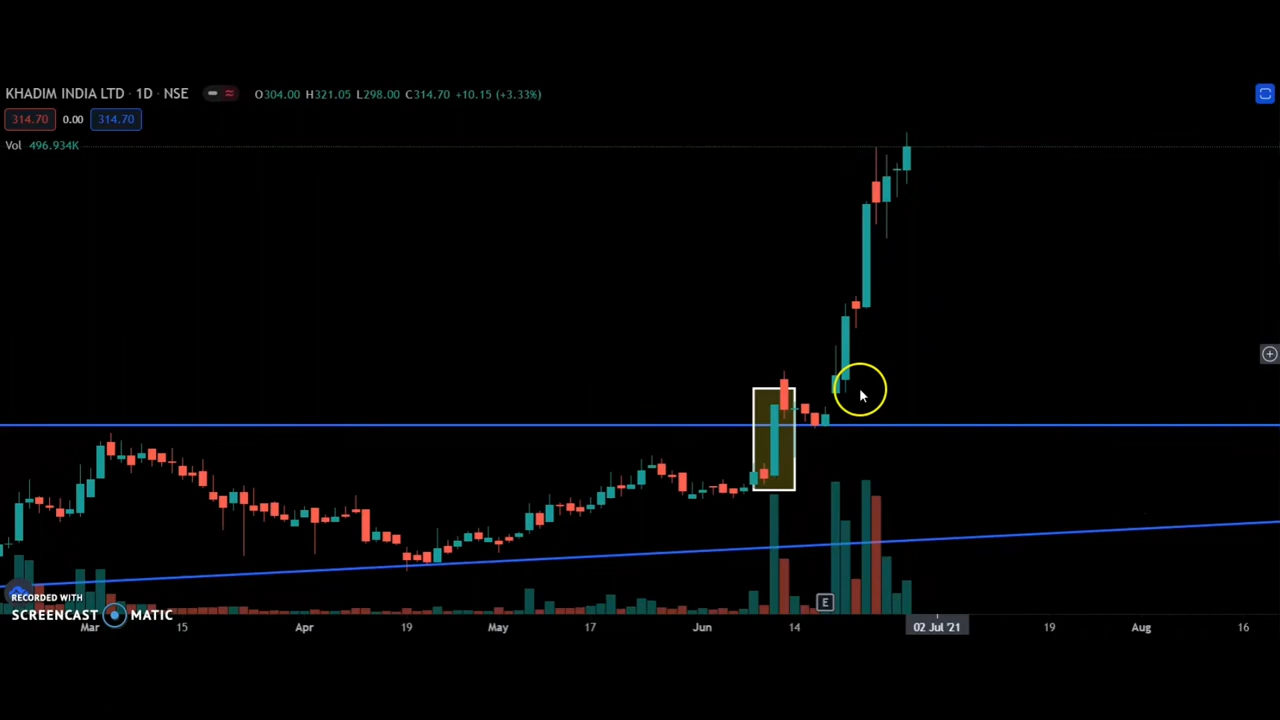 KHADIM INDIA LTD · 1D · NSE O304.00 H321.05 L298.00 C314.70 +10.15 (+3.33%)
314.70 0.00 314.70
Vol 496.934K
E
RECORDED WITH
SCREENCAST MATIC
Mar 15 Apr 19 May 17 Jun 14 02 Jul '21 19 Aug 16